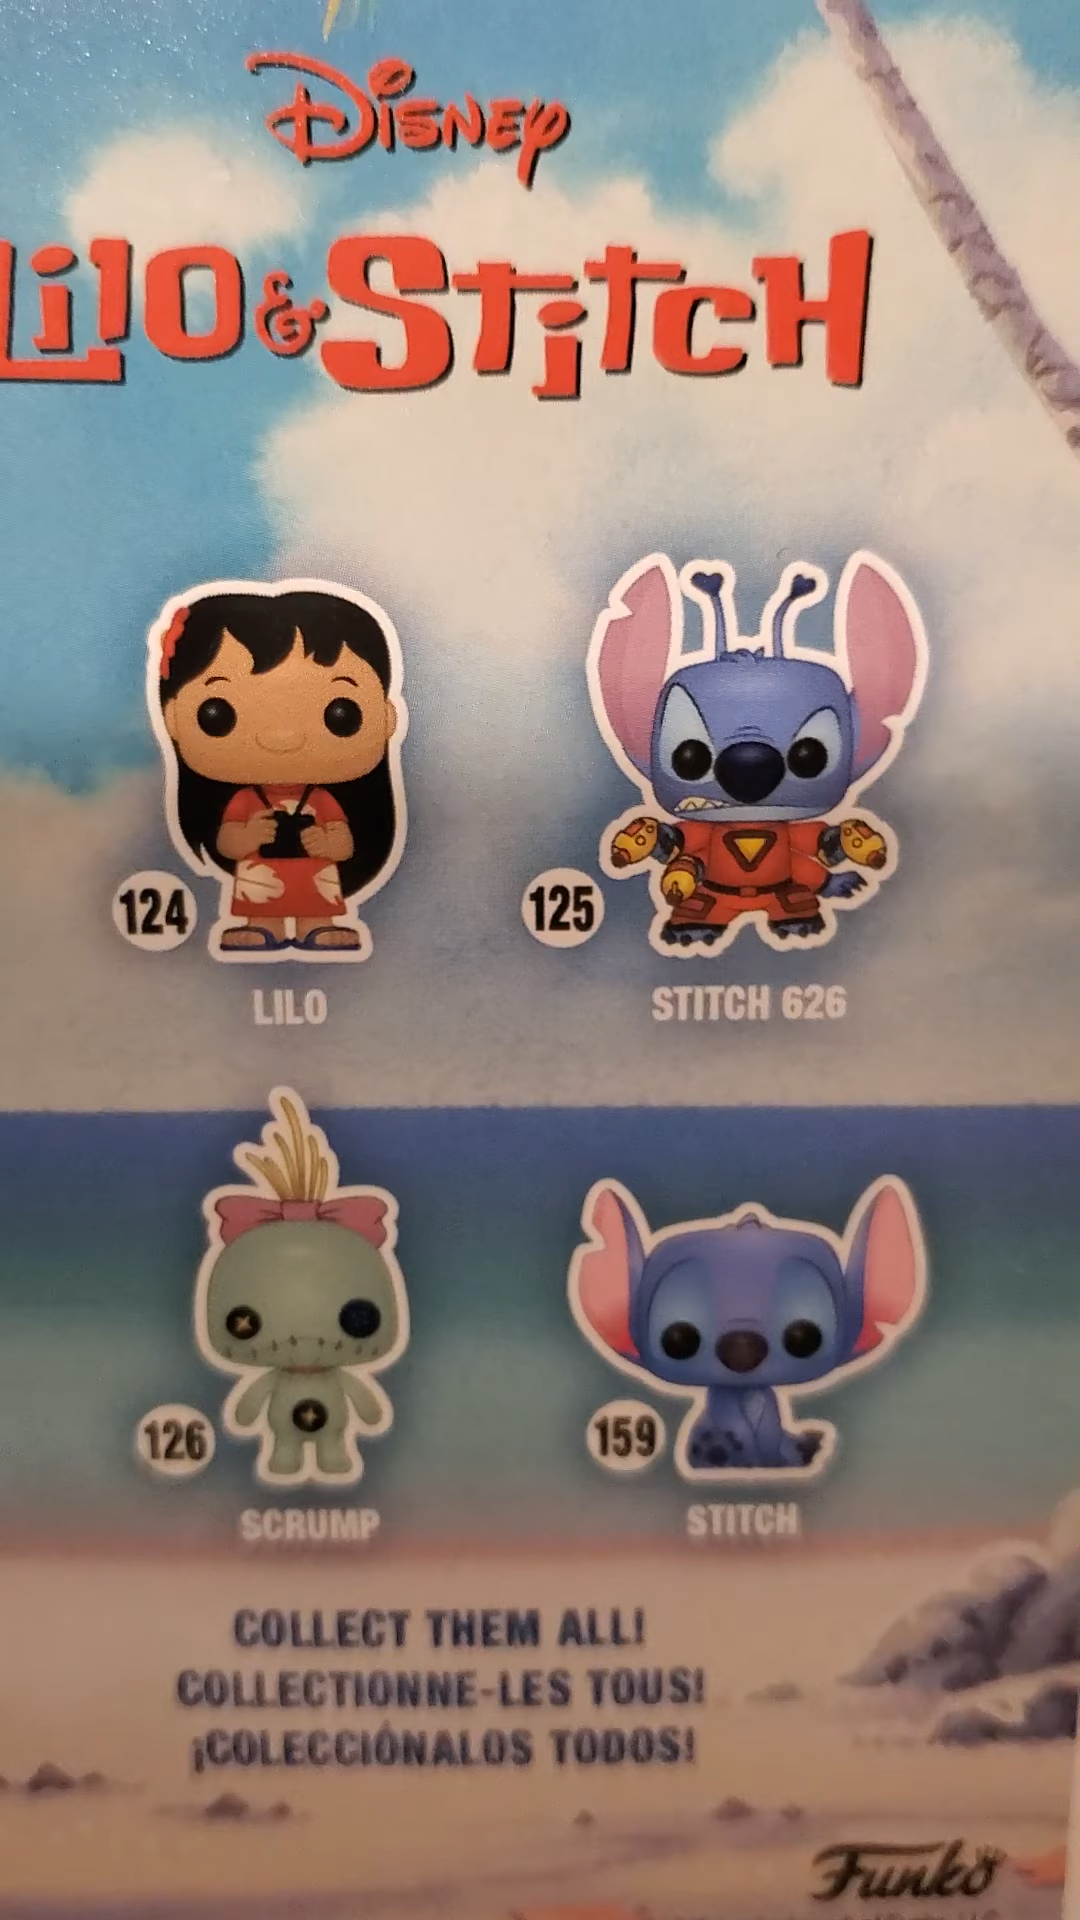 Disney
Lilo & Stitch
124
125
LILO
STITCH 626
126
159
SCRUMP
STITCH
COLLECT THEM ALL!
COLLECTIONNE-LES TOUS!
¡COLECCIÓNALOS TODOS!
Funko